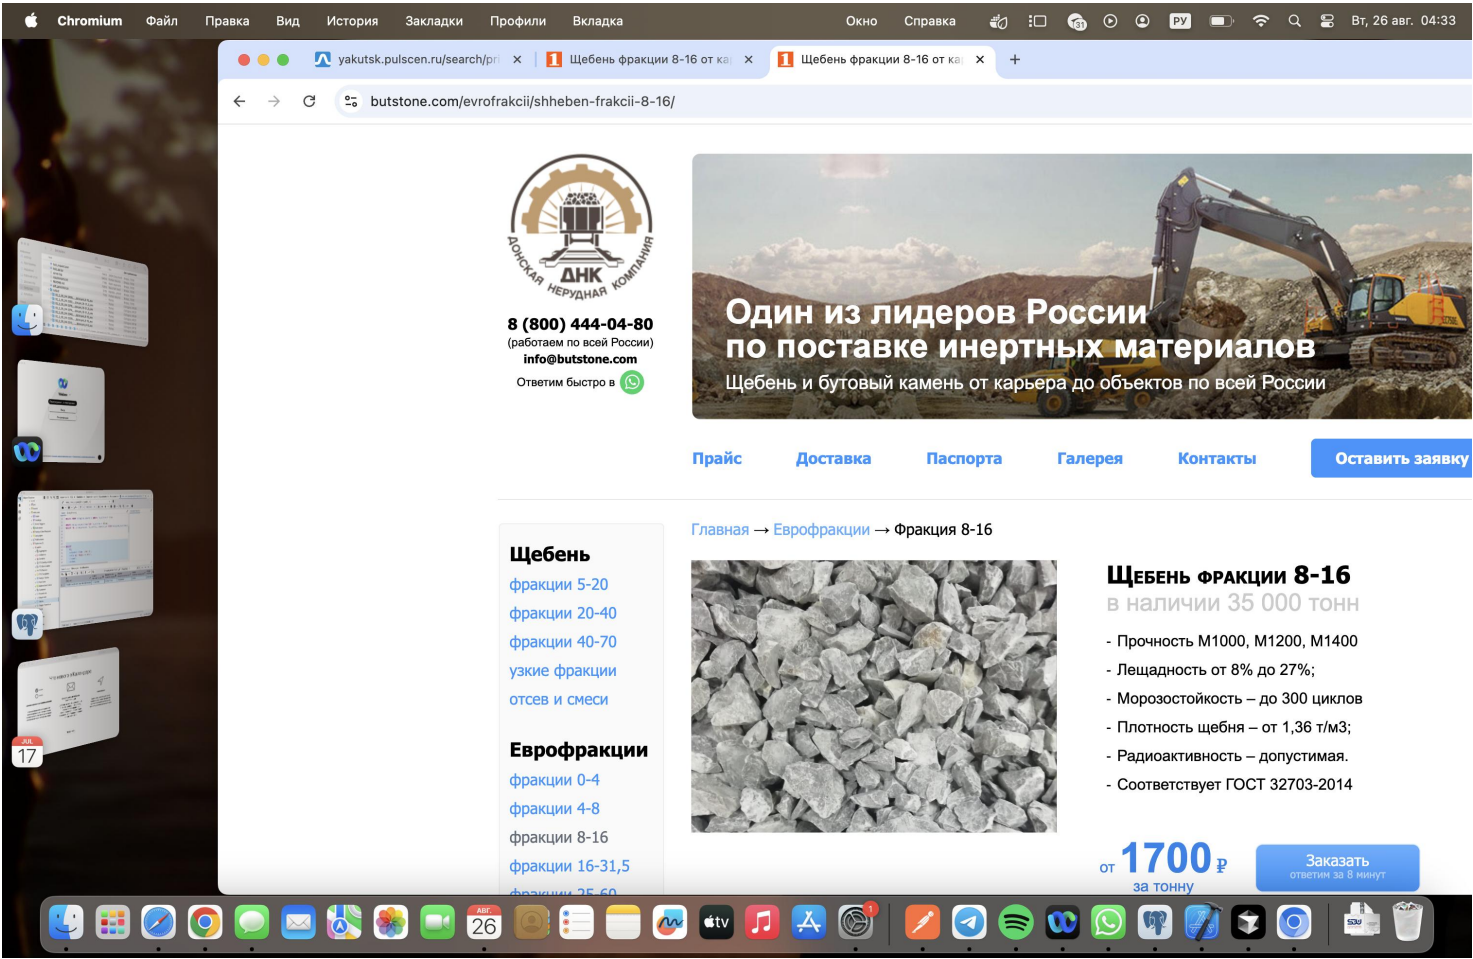 Chromium Файл Правка Вид История Закладки Профили Вкладка Окно Справка 31 РУ Вт, 26 авг. 04:33
yakutsk.pulscen.ru/search/pri
Щебень фракции 8-16 от ка
Щебень фракции 8-16 от ка
butstone.com/evrofrakcii/shheben-frakcii-8-16/
ДНК
ДОНСКАЯ НЕРУДНАЯ КОМПАНИЯ
8 (800) 444-04-80
(работаем по всей России)
info@butstone.com
Ответим быстро в
Один из лидеров России
по поставке инертных материалов
Щебень и бутовый камень от карьера до объектов по всей России
Прайс Доставка Паспорта Галерея Контакты Оставить заявку
Главная → Еврофракции → Фракция 8-16
Щебень
фракции 5-20
фракции 20-40
фракции 40-70
узкие фракции
отсев и смеси
Еврофракции
фракции 0-4
фракции 4-8
фракции 8-16
фракции 16-31,5
фракции 25-60
Щебень фракции 8-16
в наличии 35 000 тонн
- Прочность М1000, М1200, М1400
- Лещадность от 8% до 27%;
- Морозостойкость – до 300 циклов
- Плотность щебня – от 1,36 т/м3;
- Радиоактивность – допустимая.
- Соответствует ГОСТ 32703-2014
от 1700 ₽
за тонну
Заказать
ответим за 8 минут
JUL
17
АВГ.
26
tv
1